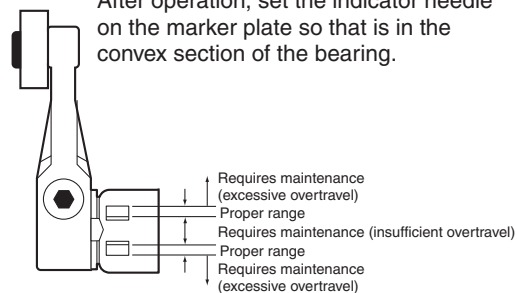 After operation, set the indicator needle
on the marker plate so that is in the
convex section of the bearing.
Requires maintenance
(excessive overtravel)
Proper range
Requires maintenance (insufficient overtravel)
Proper range
Requires maintenance
(excessive overtravel)